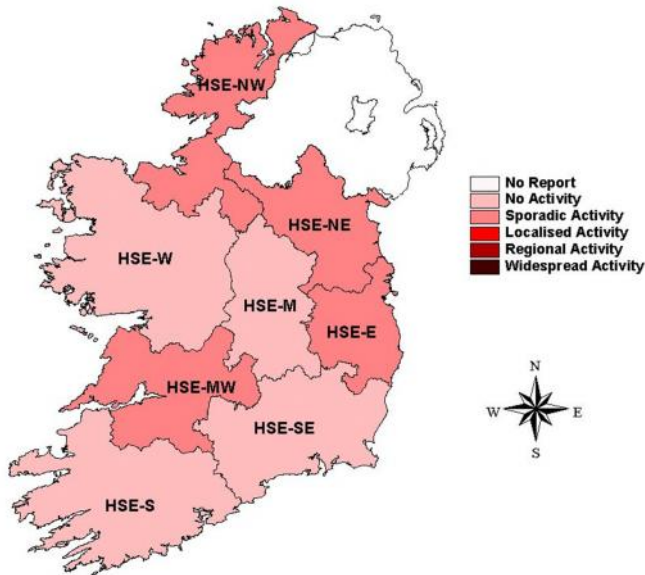 HSE-NW
No Report
No Activity
Sporadic Activity
Localised Activity
Regional Activity
Widespread Activity
HSE-NE
HSE-W
HSE-M
HSE-E
HSE-MW
HSE-SE
HSE-S
N
W E
S